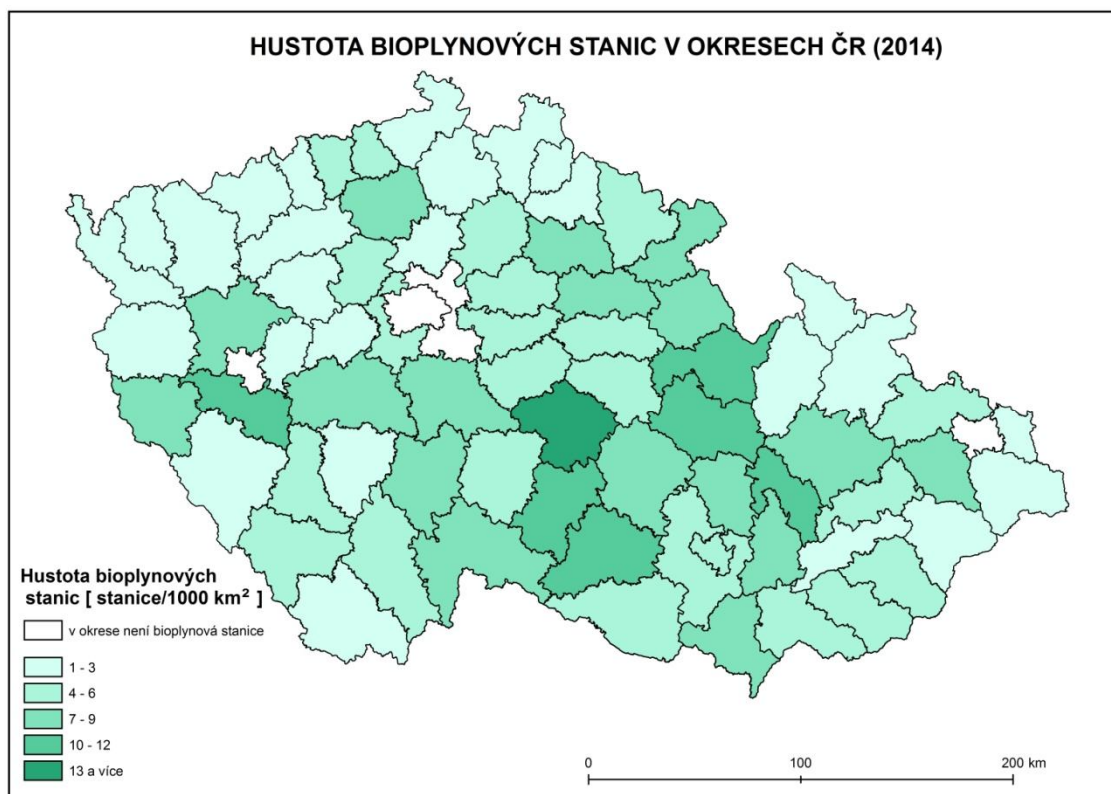 HUSTOTA BIOPLYNOVÝCH STANIC V OKRESECH ČR (2014)
Hustota bioplynových
stanic [ stanice/1000 km² ]
v okrese není bioplynová stanice
1 - 3
4 - 6
7 - 9
10 - 12
13 a více
0 100 200 km